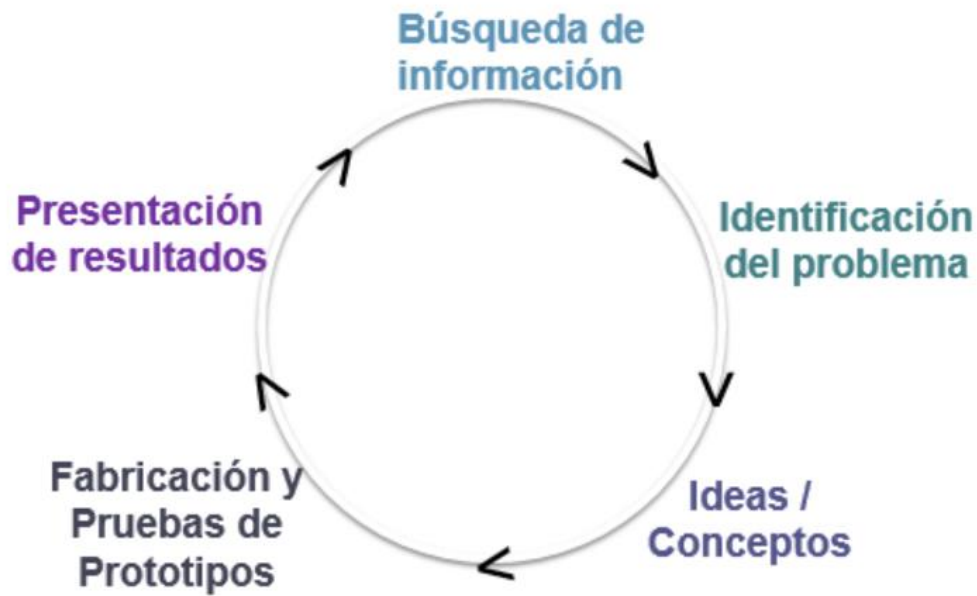 Búsqueda de
información
Identificación
del problema
Ideas /
Conceptos
Fabricación y
Pruebas de
Prototipos
Presentación
de resultados